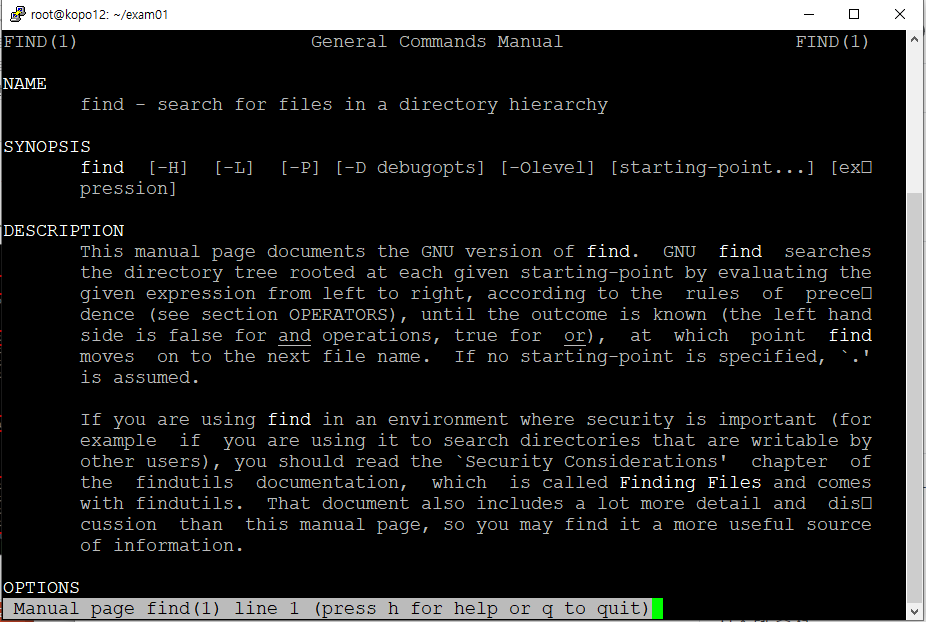 root@kopo12: ~/exam01
FIND(1) General Commands Manual FIND(1)
NAME
find - search for files in a directory hierarchy
SYNOPSIS
find [-H] [-L] [-P] [-D debugopts] [-Olevel] [starting-point...] [ex□
pression]
DESCRIPTION
This manual page documents the GNU version of find. GNU find searches
the directory tree rooted at each given starting-point by evaluating the
given expression from left to right, according to the rules of prece□
dence (see section OPERATORS), until the outcome is known (the left hand
side is false for and operations, true for or), at which point find
moves on to the next file name. If no starting-point is specified, `.'
is assumed.
If you are using find in an environment where security is important (for
example if you are using it to search directories that are writable by
other users), you should read the `Security Considerations' chapter of
the findutils documentation, which is called Finding Files and comes
with findutils. That document also includes a lot more detail and dis□
cussion than this manual page, so you may find it a more useful source
of information.
OPTIONS
Manual page find(1) line 1 (press h for help or q to quit)